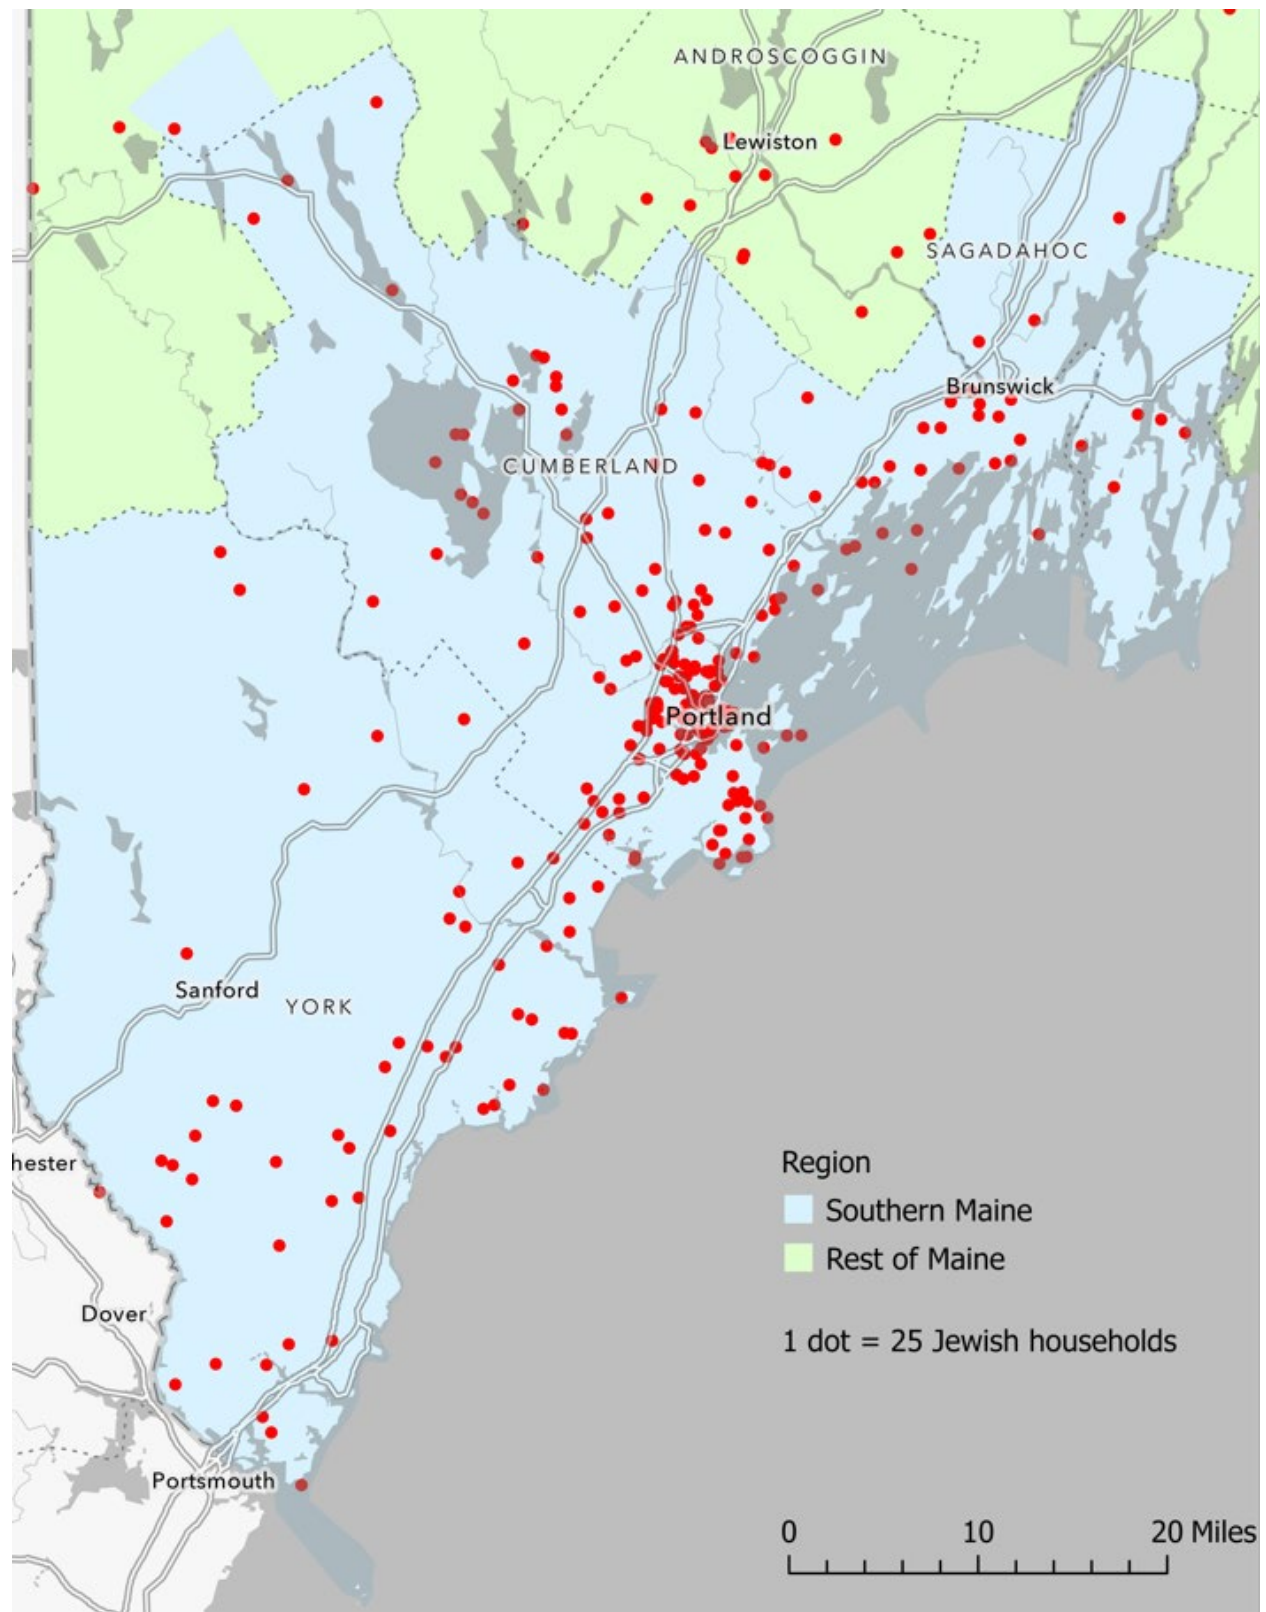 ANDROSCOGGIN
Lewiston
SAGADAHOC
Brunswick
CUMBERLAND
Portland
Sanford
YORK
hester
Dover
Portsmouth
Region
Southern Maine
Rest of Maine
1 dot = 25 Jewish households
0 10 20 Miles